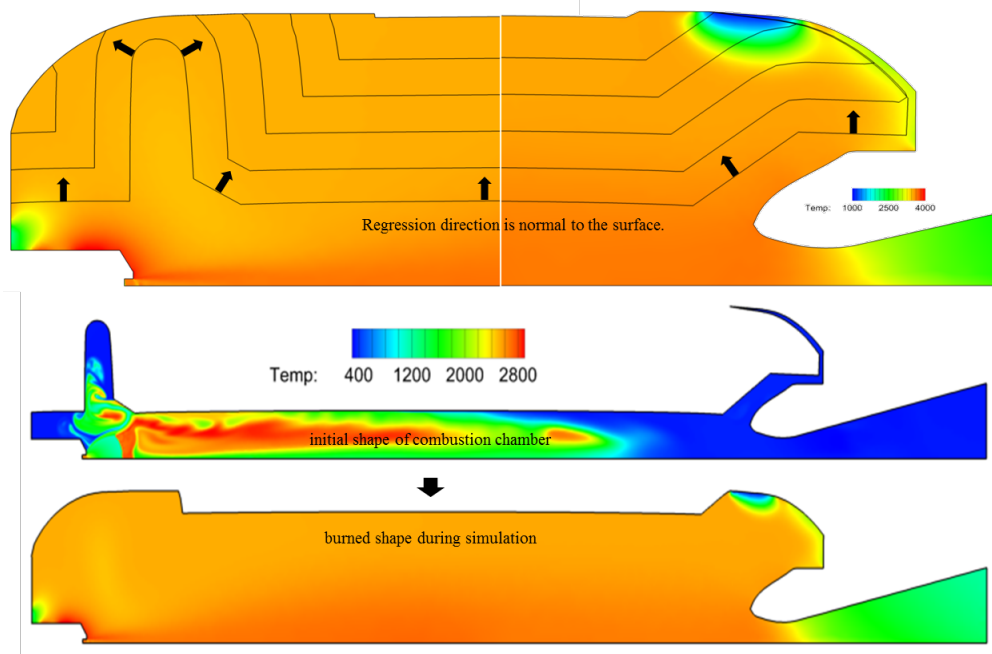 Regression direction is normal to the surface.
Temp: 1000 2500 4000
Temp: 400 1200 2000 2800
initial shape of combustion chamber
burned shape during simulation